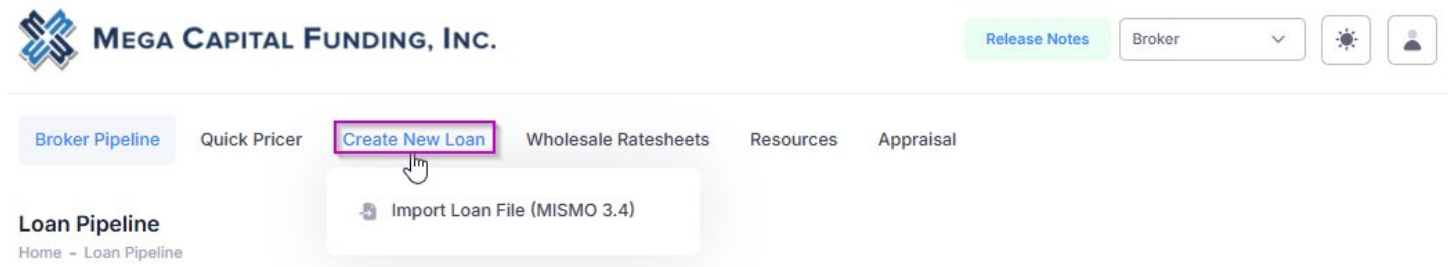 MEGA CAPITAL FUNDING, INC.
Release Notes
Broker
Broker Pipeline
Quick Pricer
Create New Loan
Wholesale Ratesheets
Resources
Appraisal
Import Loan File (MISMO 3.4)
Loan Pipeline
Home - Loan Pipeline